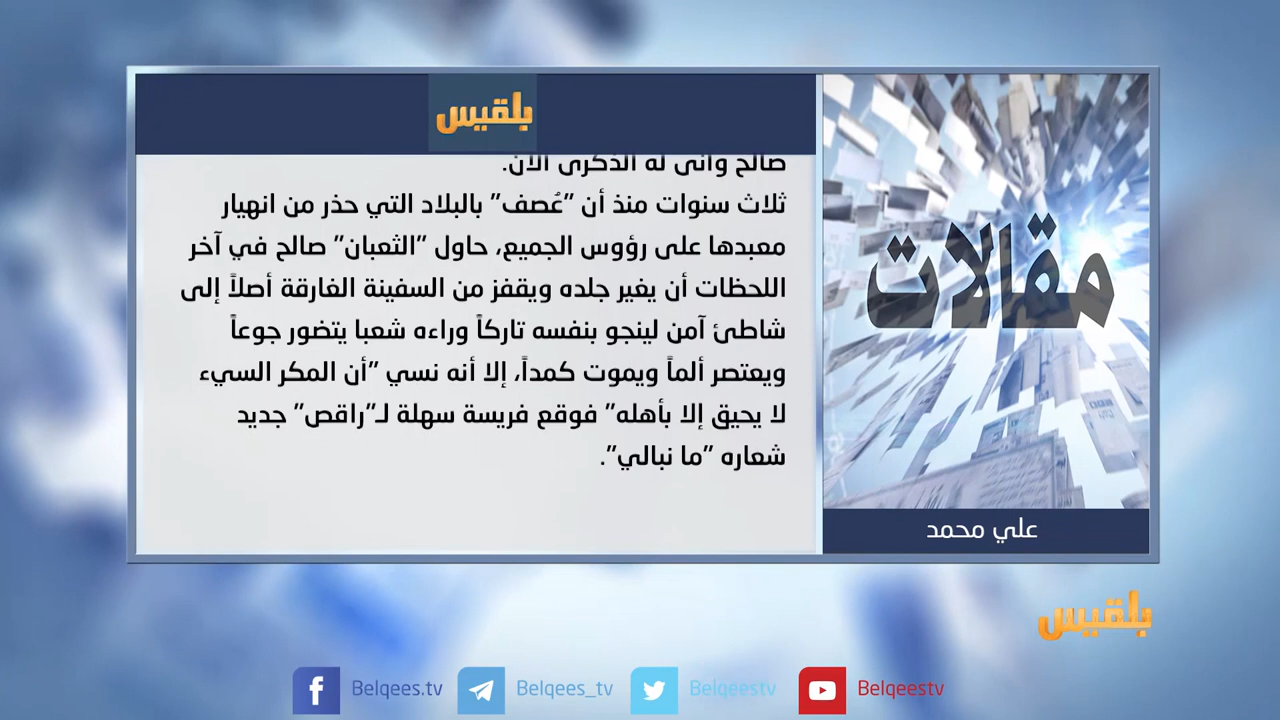 بلقيس
صالح وأنى له الذكرى الآن.
ثلاث سنوات منذ أن "عُصف" بالبلاد التي حذر من انهيار
معبدها على رؤوس الجميع، حاول "الثعبان" صالح في آخر
اللحظات أن يغير جلده ويقفز من السفينة الغارقة أصلاً إلى
شاطئ آمن لينجو بنفسه تاركاً وراءه شعبا يتضور جوعاً
ويعتصر ألماً ويموت كمداً، إلا أنه نسي "أن المكر السيء
لا يحيق إلا بأهله" فوقع فريسة سهلة لـ"راقص" جديد
شعاره "ما نبالي".
مقالات
علي محمد
بلقيس
Belqees.tv
Belqees_tv
Belqeestv
Belqeestv